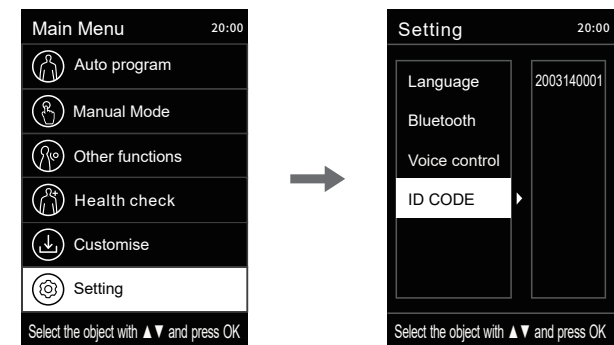 Main Menu 20:00
Auto program
Manual Mode
Other functions
Health check
Customise
Setting
Select the object with ▲▼ and press OK
Setting 20:00
Language 2003140001
Bluetooth
Voice control
ID CODE
Select the object with ▲▼ and press OK